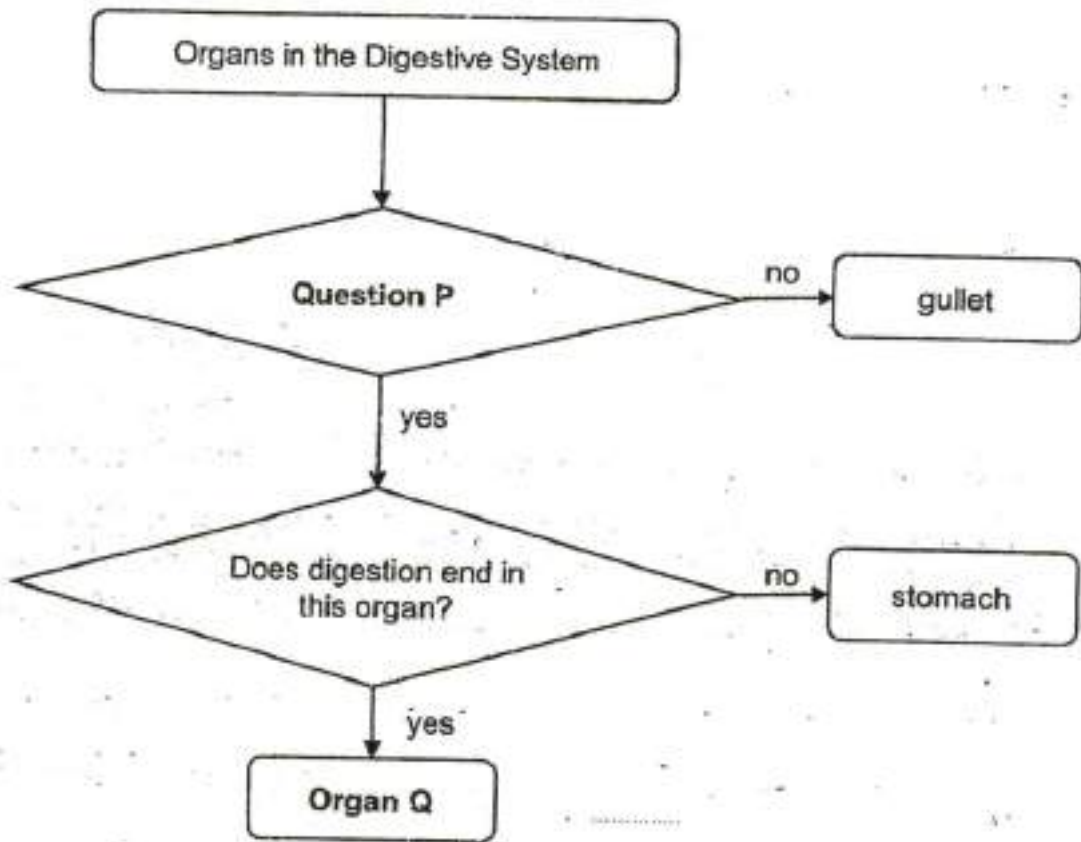 Organs in the Digestive System
Question P
no
gullet
yes
Does digestion end in
this organ?
no
stomach
yes
Organ Q